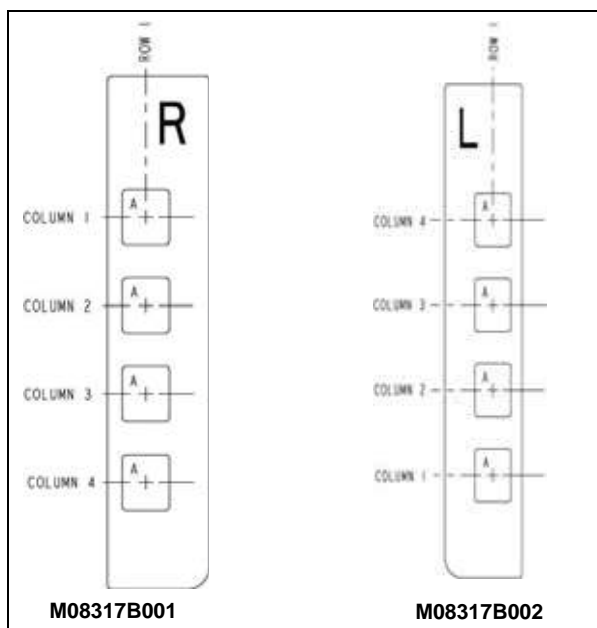 ROW 1
R
A
COLUMN 1
A
COLUMN 2
A
COLUMN 3
A
COLUMN 4
M08317B001
ROW 1
L
A
COLUMN 4
A
COLUMN 3
A
COLUMN 2
A
COLUMN 1
M08317B002